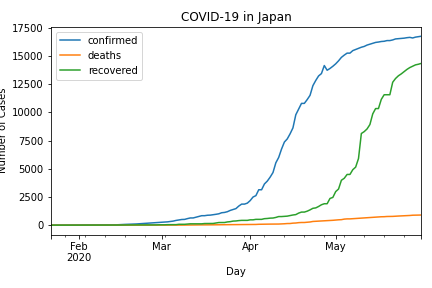 COVID-19 in Japan
17500
15000
12500
10000
7500
5000
2500
0
Number of Cases
confirmed
deaths
recovered
Feb
2020
Mar
Apr
May
Day